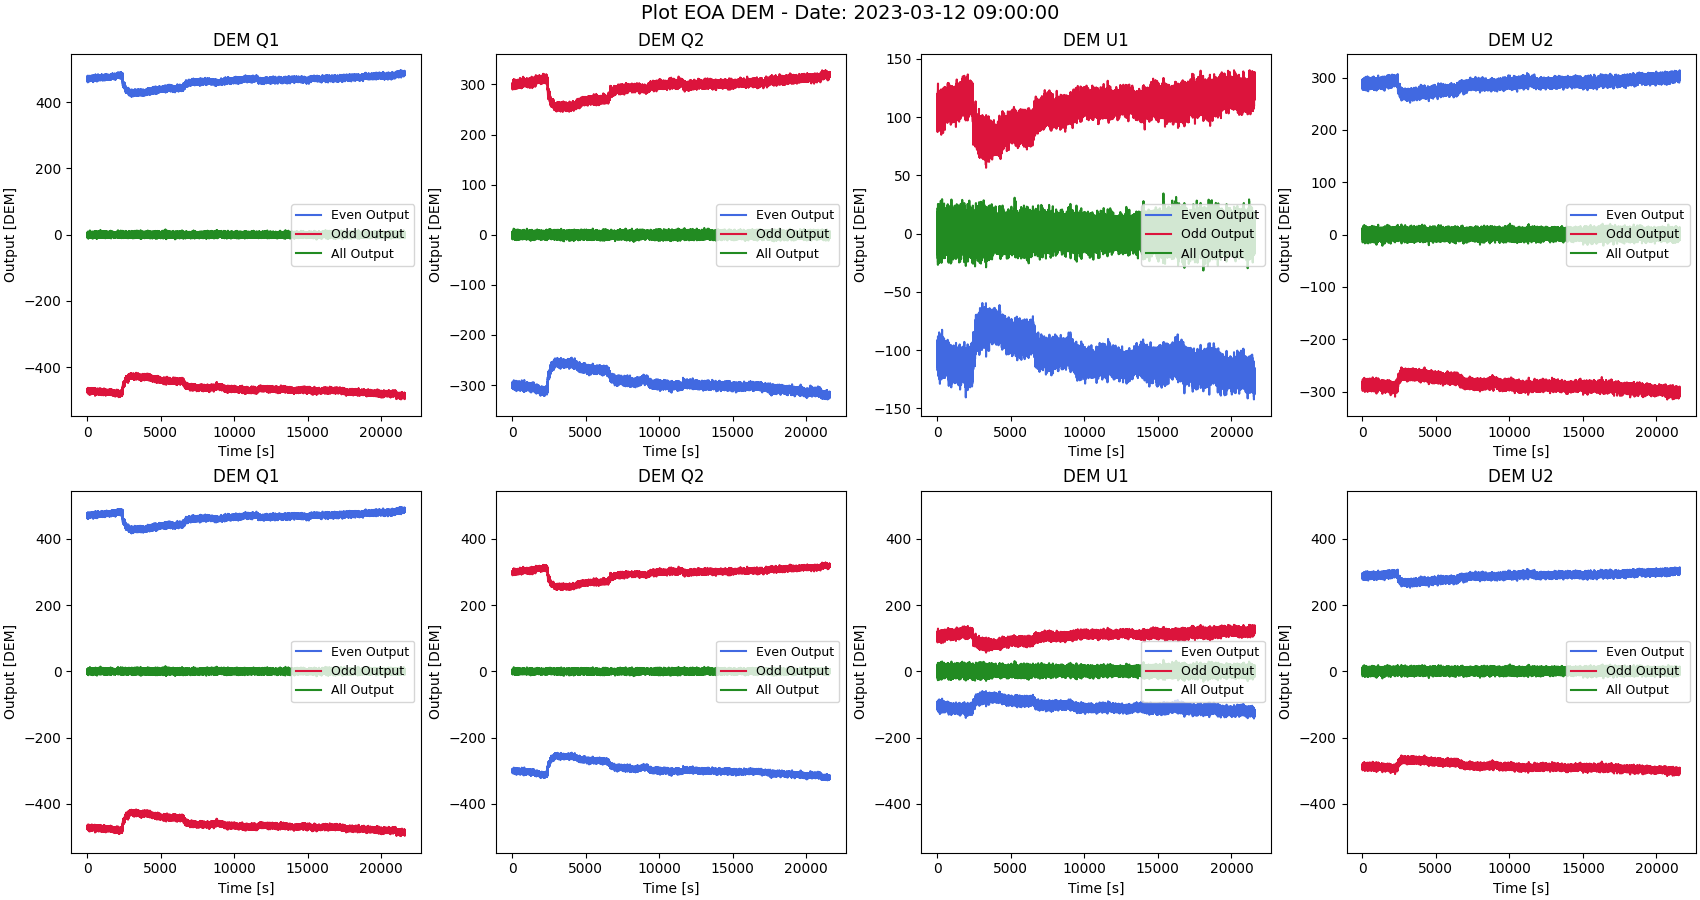 Plot EOA DEM - Date: 2023-03-12 09:00:00
DEM Q1
Output [DEM]
400
200
0
−200
−400
0 5000 10000 15000 20000
Time [s]
Even Output
Odd Output
All Output
DEM Q2
Output [DEM]
300
200
100
0
−100
−200
−300
0 5000 10000 15000 20000
Time [s]
Even Output
Odd Output
All Output
DEM U1
Output [DEM]
150
100
50
0
−50
−100
−150
0 5000 10000 15000 20000
Time [s]
Even Output
Odd Output
All Output
DEM U2
Output [DEM]
300
200
100
0
−100
−200
−300
0 5000 10000 15000 20000
Time [s]
Even Output
Odd Output
All Output
DEM Q1
Output [DEM]
400
200
0
−200
−400
0 5000 10000 15000 20000
Time [s]
Even Output
Odd Output
All Output
DEM Q2
Output [DEM]
400
200
0
−200
−400
0 5000 10000 15000 20000
Time [s]
Even Output
Odd Output
All Output
DEM U1
Output [DEM]
400
200
0
−200
−400
0 5000 10000 15000 20000
Time [s]
Even Output
Odd Output
All Output
DEM U2
Output [DEM]
400
200
0
−200
−400
0 5000 10000 15000 20000
Time [s]
Even Output
Odd Output
All Output